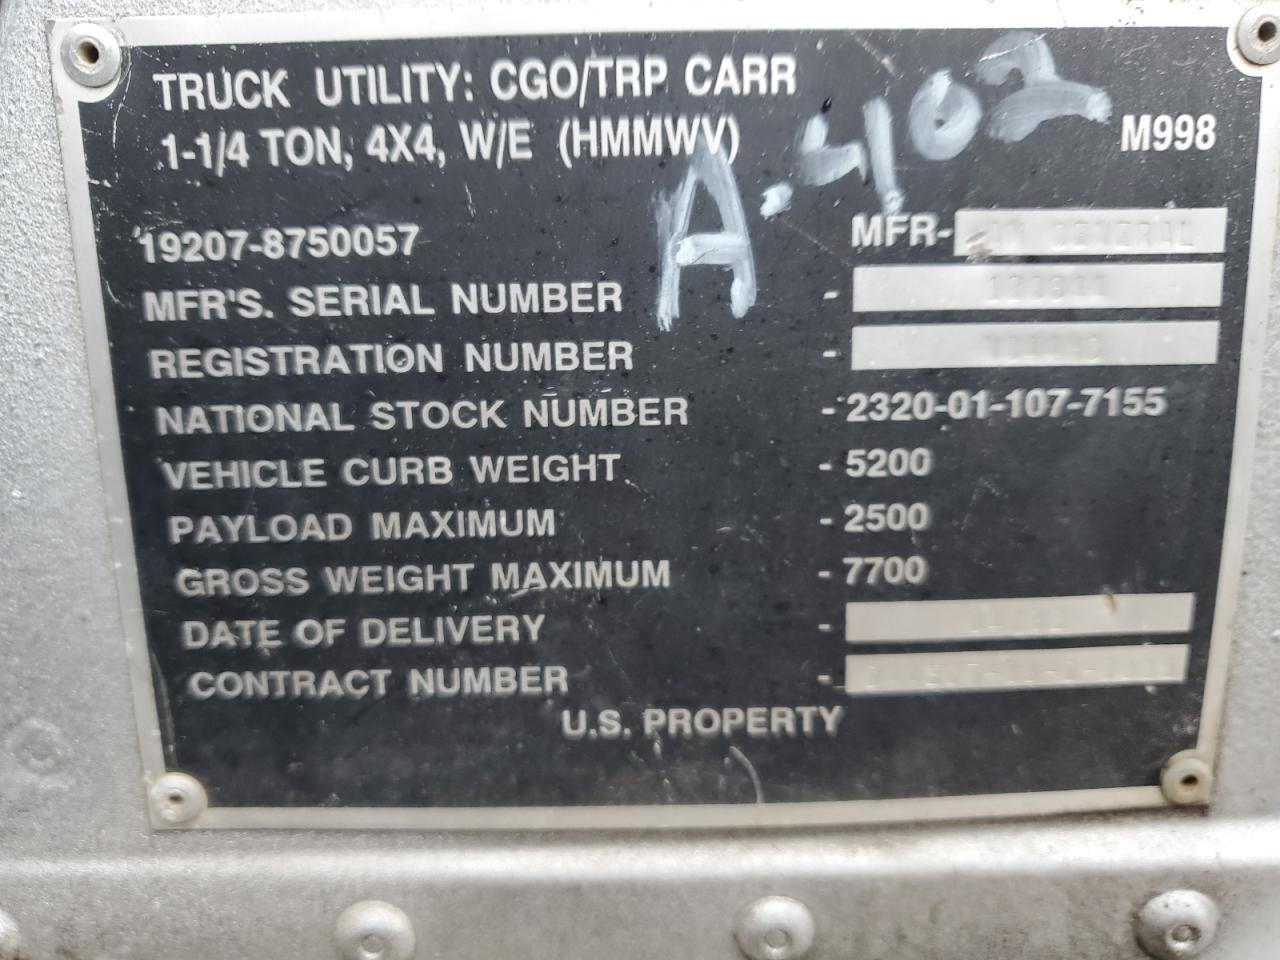 TRUCK UTILITY: CGO/TRP CARR
1-1/4 TON, 4X4, W/E (HMMWV) M998
A-402
19207-8750057 MFR- GENERAL
MFR'S. SERIAL NUMBER -
REGISTRATION NUMBER -
NATIONAL STOCK NUMBER - 2320-01-107-7155
VEHICLE CURB WEIGHT - 5200
PAYLOAD MAXIMUM - 2500
GROSS WEIGHT MAXIMUM - 7700
DATE OF DELIVERY -
CONTRACT NUMBER -
U.S. PROPERTY